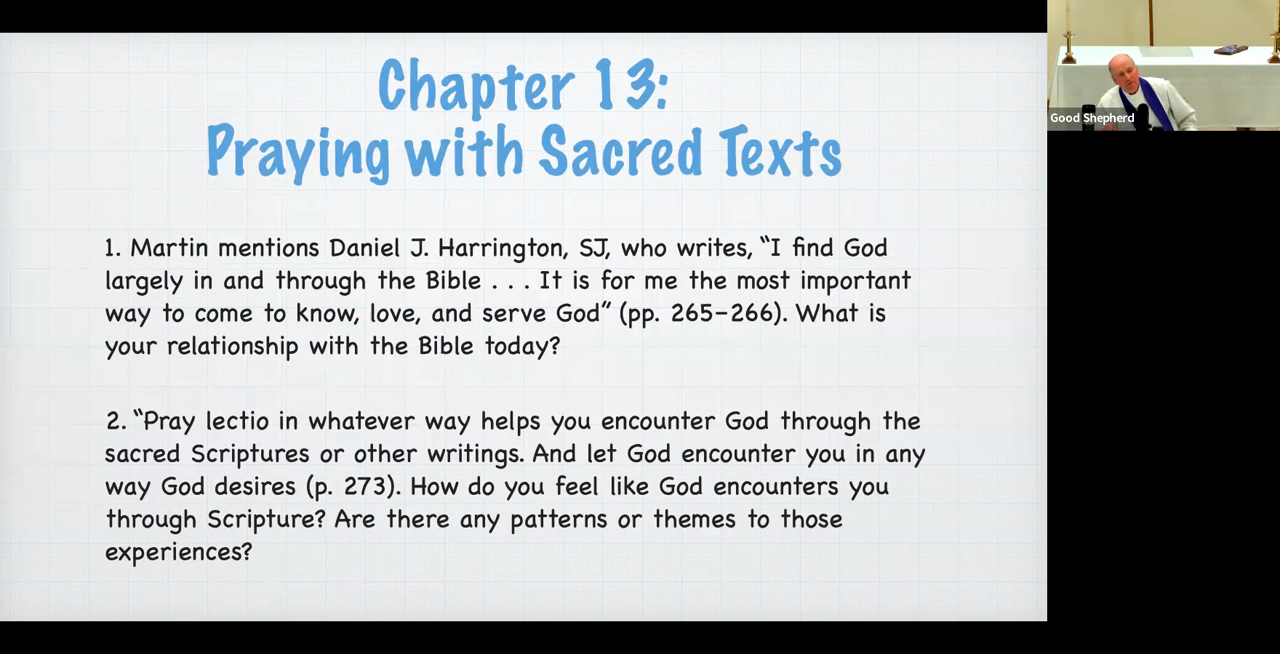 Chapter 13:
Praying with Sacred Texts
1. Martin mentions Daniel J. Harrington, SJ, who writes, “I find God
largely in and through the Bible . . . It is for me the most important
way to come to know, love, and serve God” (pp. 265–266). What is
your relationship with the Bible today?
2. “Pray lectio in whatever way helps you encounter God through the
sacred Scriptures or other writings. And let God encounter you in any
way God desires (p. 273). How do you feel like God encounters you
through Scripture? Are there any patterns or themes to those
experiences?
Good Shepherd